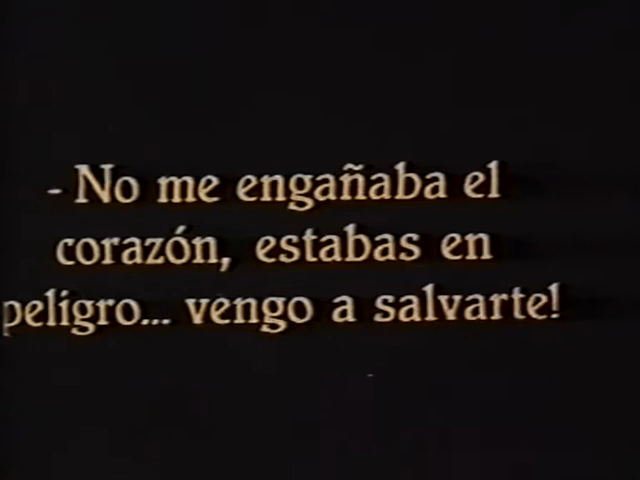 - No me engañaba el
corazón, estabas en
peligro... vengo a salvarte!